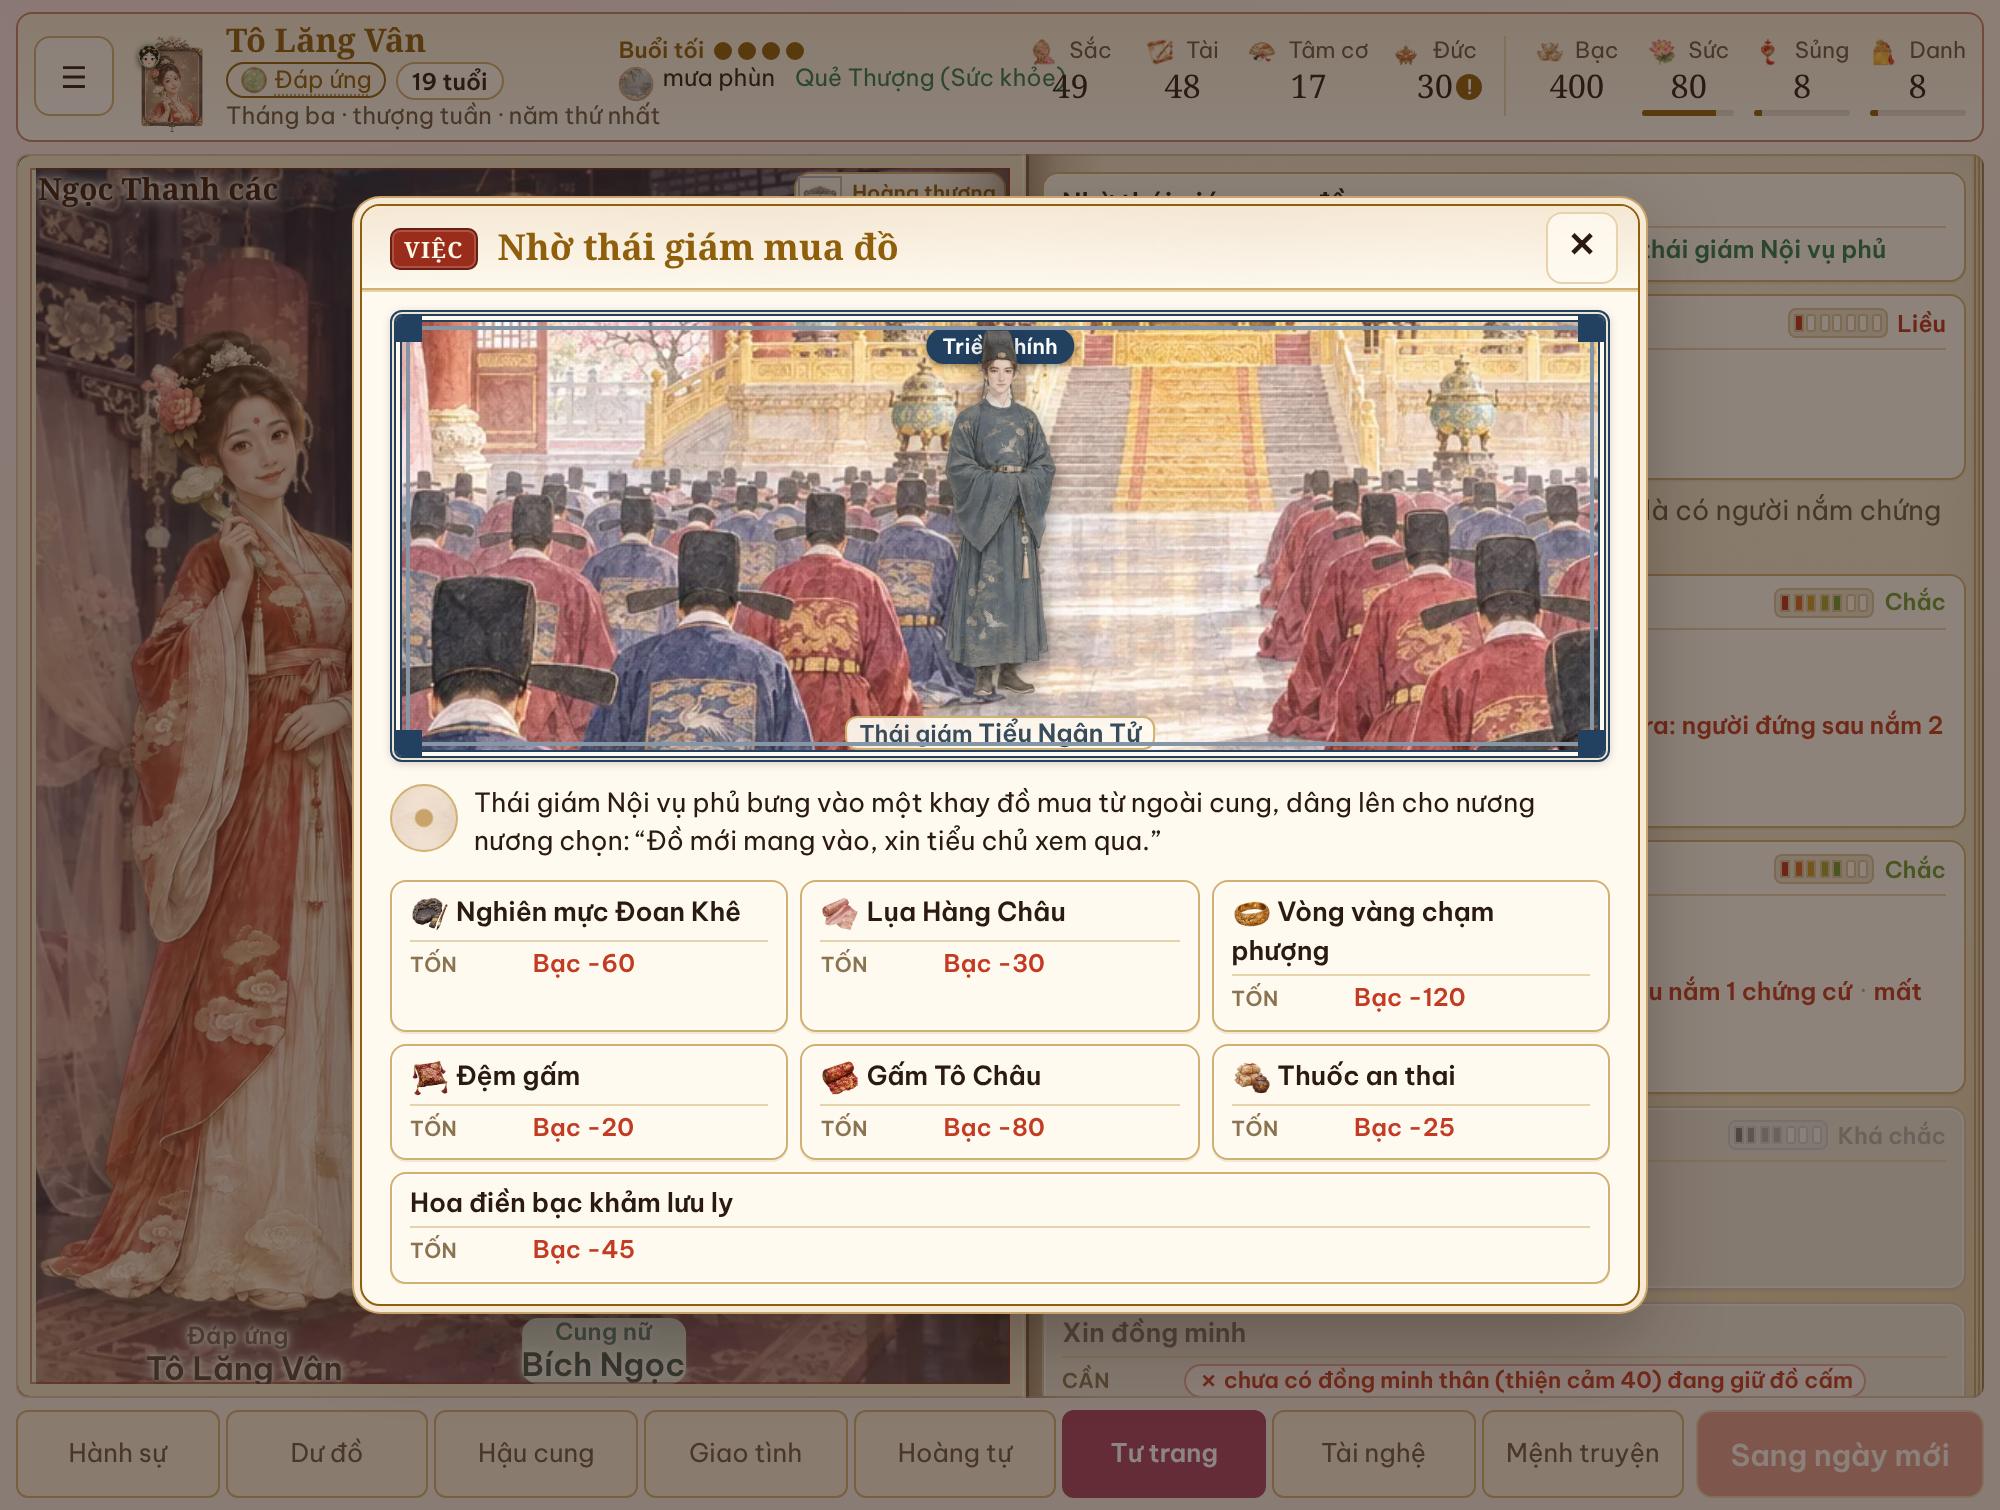 ☰
Tô Lăng Vân
Đáp ứng
19 tuổi
Tháng ba · thượng tuần · năm thứ nhất
Buổi tối
mưa phùn Quẻ Thượng (Sức khỏe)
Sắc
49
Tài
48
Tâm cơ
17
Đức
30 !
Bạc
400
Sức
80
Sủng
8
Danh
8
Ngọc Thanh các
Hoàng thượng
VIỆC
Nhờ thái giám mua đồ
×
Thái giám Tiểu Ngân Tử
Thái giám Nội vụ phủ bưng vào một khay đồ mua từ ngoài cung, dâng lên cho nương
nương chọn: “Đồ mới mang vào, xin tiểu chủ xem qua.”
Nghiên mực Đoan Khê
TỐN Bạc -60
Lụa Hàng Châu
TỐN Bạc -30
Vòng vàng chạm
phượng
TỐN Bạc -120
Đệm gấm
TỐN Bạc -20
Gấm Tô Châu
TỐN Bạc -80
Thuốc an thai
TỐN Bạc -25
Hoa điền bạc khảm lưu ly
TỐN Bạc -45
thái giám Nội vụ phủ
Liều
là có người nắm chứng
Chắc
ra: người đứng sau nắm 2
Chắc
u nắm 1 chứng cứ · mất
Khá chắc
Xin đồng minh
CẦN × chưa có đồng minh thân (thiện cảm 40) đang giữ đồ cấm
Đáp ứng
Tô Lăng Vân
Cung nữ
Bích Ngọc
Hành sự
Dư đồ
Hậu cung
Giao tình
Hoàng tự
Tư trang
Tài nghệ
Mệnh truyện
Sang ngày mới